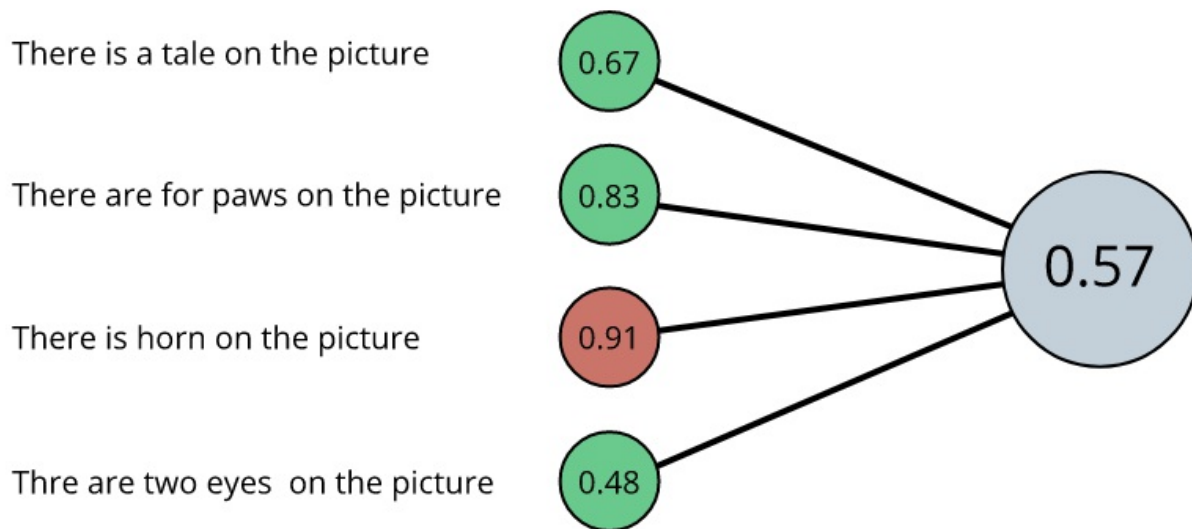 There is a tale on the picture
0.67
There are for paws on the picture
0.83
0.57
There is horn on the picture
0.91
Thre are two eyes  on the picture
0.48